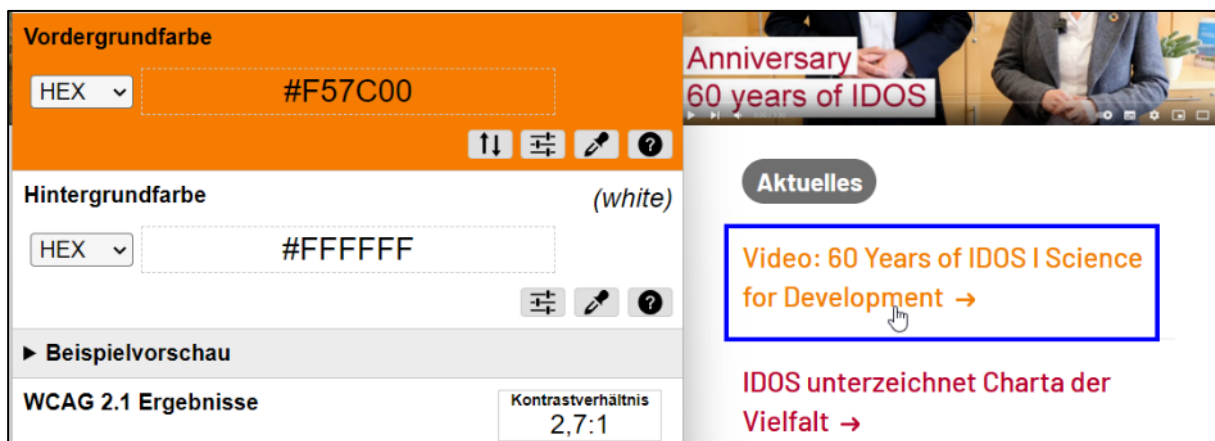 Vordergrundfarbe
HEX
#F57C00
Hintergrundfarbe
(white)
HEX
#FFFFFF
▶ Beispielvorschau
WCAG 2.1 Ergebnisse
Kontrastverhältnis
2,7:1
Anniversary
60 years of IDOS
Aktuelles
Video: 60 Years of IDOS I Science
for Development →
IDOS unterzeichnet Charta der
Vielfalt →